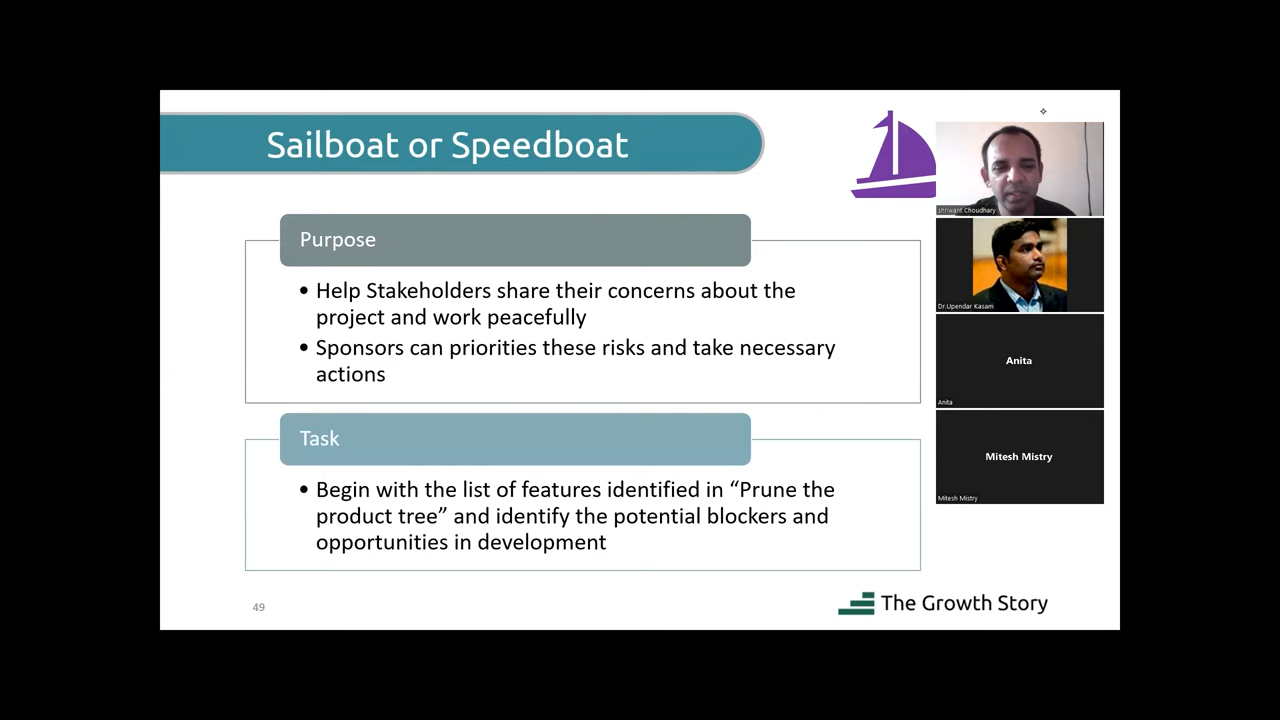 Sailboat or Speedboat
Purpose
• Help Stakeholders share their concerns about the
project and work peacefully
• Sponsors can priorities these risks and take necessary
actions
Task
• Begin with the list of features identified in “Prune the
product tree” and identify the potential blockers and
opportunities in development
49
The Growth Story
shriwant Choudhary
Dr.Upendar Kasam
Anita
Anita
Mitesh Mistry
Mitesh Mistry